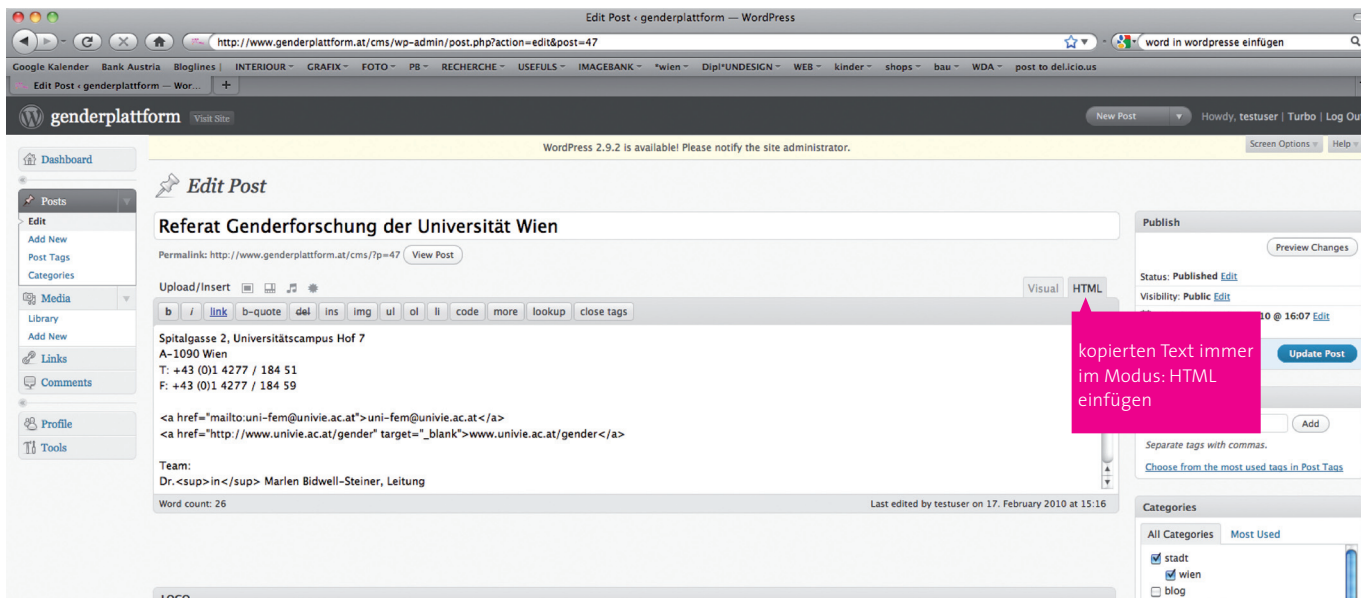 Edit Post ‹ genderplattform — WordPress
http://www.genderplattform.at/cms/wp-admin/post.php?action=edit&post=47
word in wordpresse einfügen
Google Kalender Bank Austria Bloglines | INTERIOUR GRAFIX FOTO PB RECHERCHE USEFULS IMAGEBANK *wien Dipl*UNDESIGN WEB kinder shops bau WDA post to del.icio.us
Edit Post ‹ genderplattform — Wor... +
genderplattform Visit Site
New Post
Howdy, testuser | Turbo | Log Out
WordPress 2.9.2 is available! Please notify the site administrator.
Screen Options Help
Dashboard
Posts
Edit
Add New
Post Tags
Categories
Media
Library
Add New
Links
Comments
Profile
Tools
Edit Post
Referat Genderforschung der Universität Wien
Permalink: http://www.genderplattform.at/cms/?p=47 View Post
Upload/Insert
Visual HTML
b i link b-quote del ins img ul ol li code more lookup close tags
Spitalgasse 2, Universitätscampus Hof 7
A-1090 Wien
T: +43 (0)1 4277 / 184 51
F: +43 (0)1 4277 / 184 59
<a href="mailto:uni-fem@univie.ac.at">uni-fem@univie.ac.at</a>
<a href="http://www.univie.ac.at/gender" target="_blank">www.univie.ac.at/gender</a>
Team:
Dr.<sup>in</sup> Marlen Bidwell-Steiner, Leitung
Word count: 26
Last edited by testuser on 17. February 2010 at 15:16
kopierten Text immer
im Modus: HTML
einfügen
Publish
Preview Changes
Status: Published Edit
Visibility: Public Edit
10 @ 16:07 Edit
Update Post
Add
Separate tags with commas.
Choose from the most used tags in Post Tags
Categories
All Categories Most Used
stadt
wien
blog